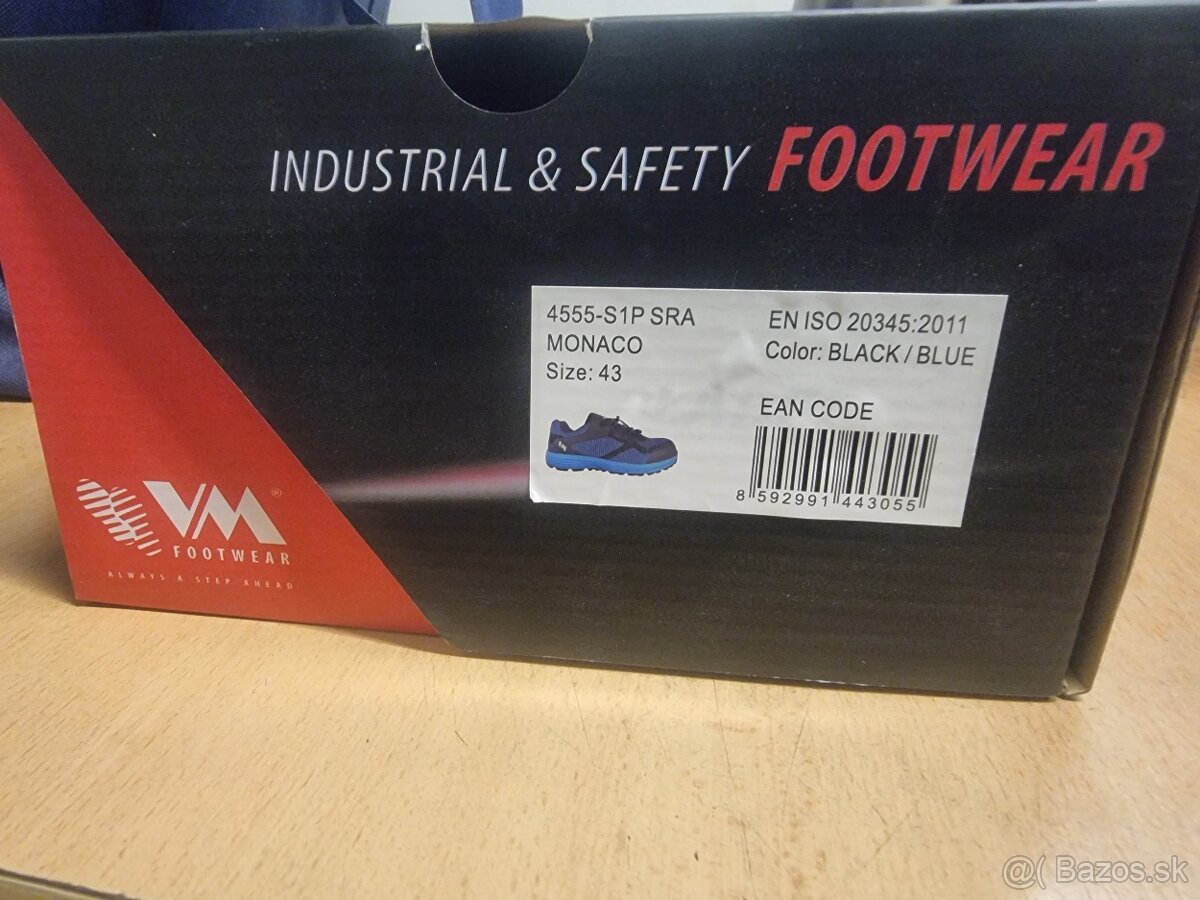 INDUSTRIAL & SAFETY FOOTWEAR
4555-S1P SRA
MONACO
Size: 43
EN ISO 20345:2011
Color: BLACK / BLUE
EAN CODE
8 592991 443055
VM®
FOOTWEAR
ALWAYS A STEP AHEAD
@( Bazos.sk